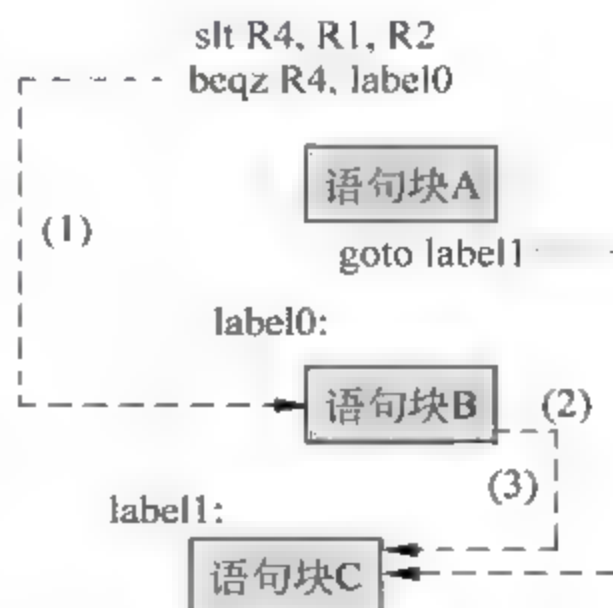 slt R4, R1, R2
beqz R4, label0
语句块A
(1)
goto label1
label0:
语句块B
(2)
(3)
label1:
语句块C